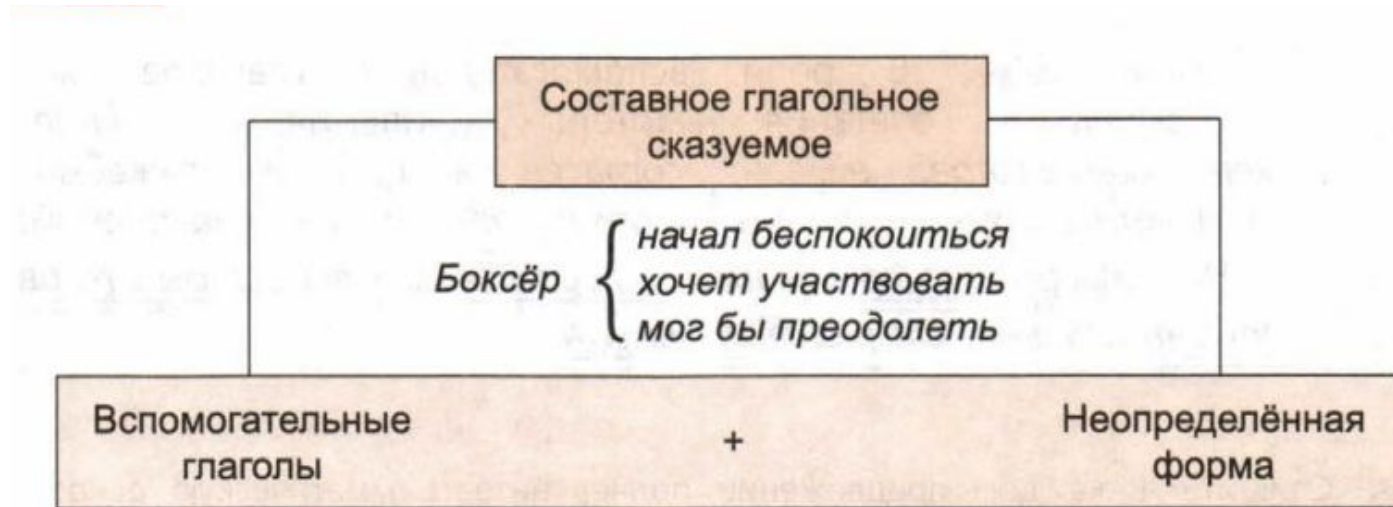 Составное глагольное
сказуемое
начал беспокоиться
Боксёр { хочет участвовать
мог бы преодолеть
Вспомогательные
глаголы
+
Неопределённая
форма